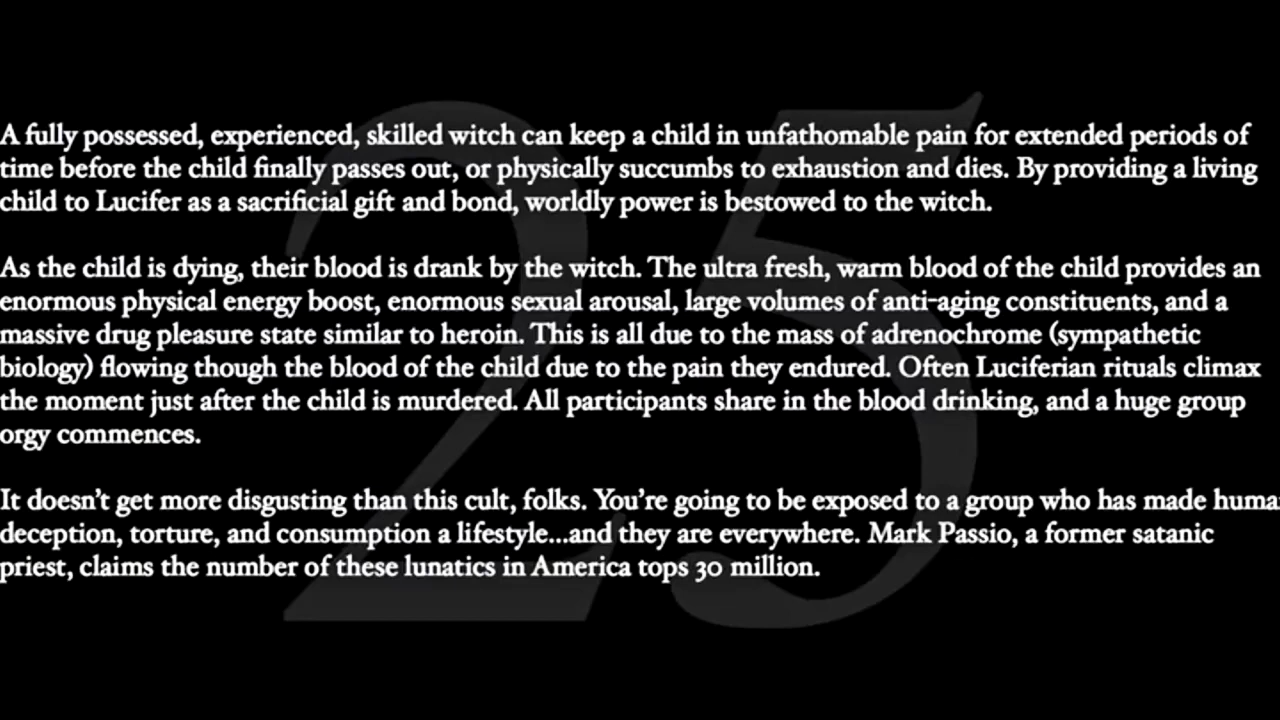 A fully possessed, experienced, skilled witch can keep a child in unfathomable pain for extended periods of
time before the child finally passes out, or physically succumbs to exhaustion and dies. By providing a living
child to Lucifer as a sacrificial gift and bond, worldly power is bestowed to the witch.
As the child is dying, their blood is drank by the witch. The ultra fresh, warm blood of the child provides an
enormous physical energy boost, enormous sexual arousal, large volumes of anti-aging constituents, and a
massive drug pleasure state similar to heroin. This is all due to the mass of adrenochrome (sympathetic
biology) flowing though the blood of the child due to the pain they endured. Often Luciferian rituals climax
the moment just after the child is murdered. All participants share in the blood drinking, and a huge group
orgy commences.
It doesn't get more disgusting than this cult, folks. You're going to be exposed to a group who has made huma
deception, torture, and consumption a lifestyle...and they are everywhere. Mark Passio, a former satanic
priest, claims the number of these lunatics in America tops 30 million.
25